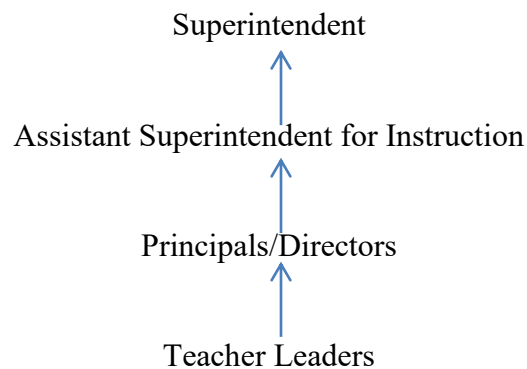 Superintendent
Assistant Superintendent for Instruction
Principals/Directors
Teacher Leaders